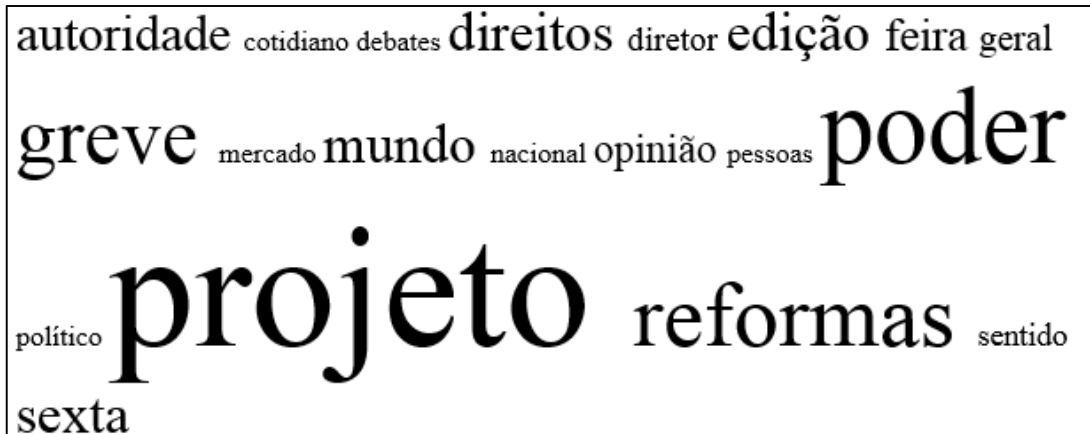 autoridade cotidiano debates direitos diretor edição feira geral
greve mercado mundo nacional opinião pessoas poder
político projeto reformas sentido
sexta